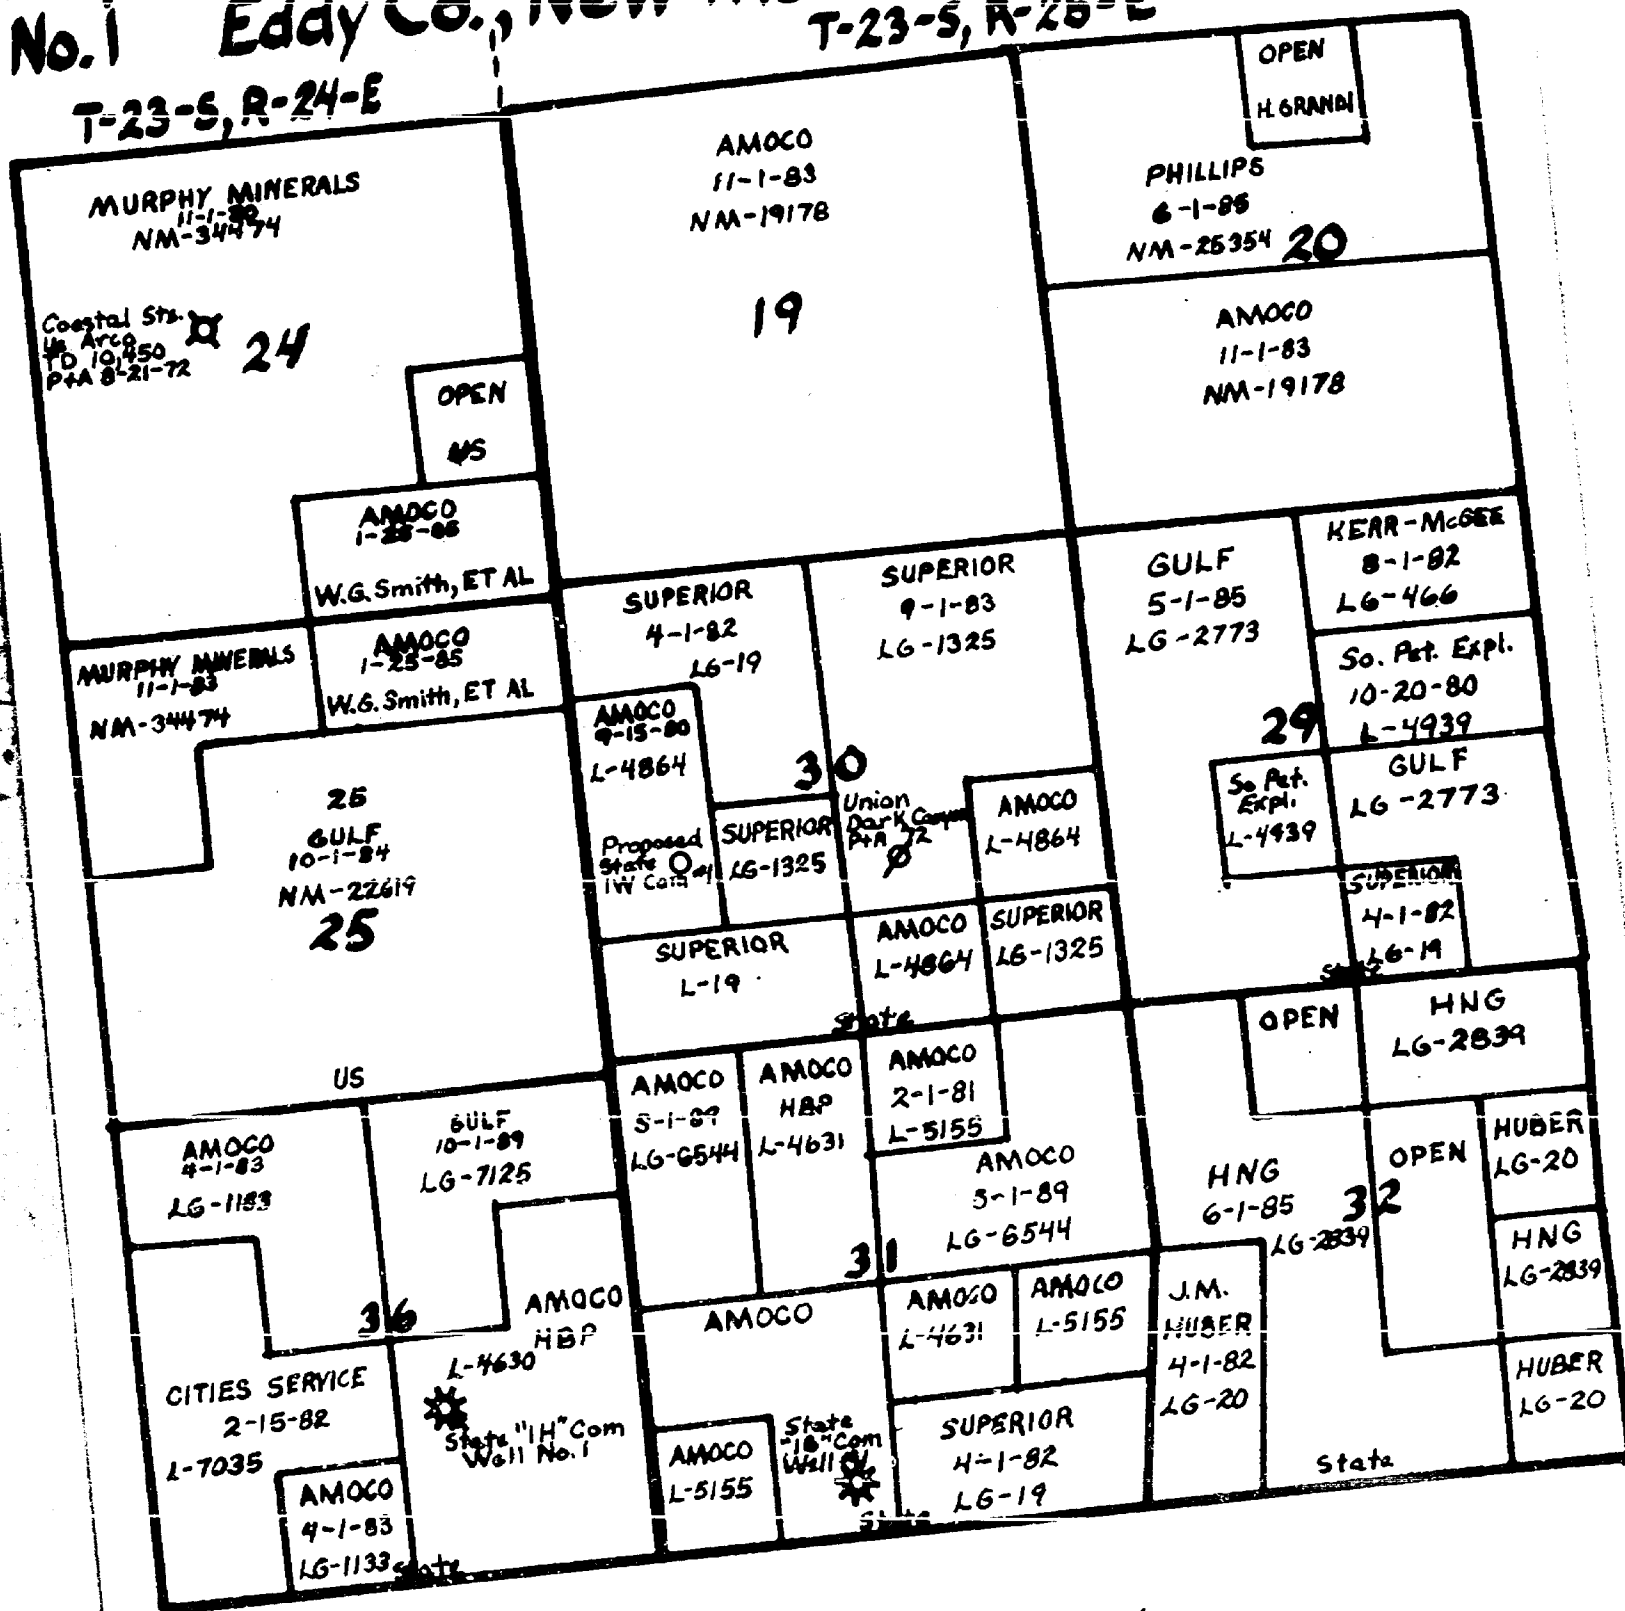 No. 1 Eddy Co., New
T-23-S, R-25-E
T-23-S, R-24-E
MURPHY MINERALS
NM-34474
Coastal Sts.
Arco
TD 10,450
P+A 8-21-72
24
OPEN
US
AMOCO
W.G. Smith, ET AL
AMOCO
11-1-83
NM-19178
19
OPEN
H. GRANDI
PHILLIPS
NM-25354
20
AMOCO
11-1-83
NM-19178
MURPHY MINERALS
11-1-83
NM-34474
AMOCO
1-25-85
W.G. Smith, ET AL
25
GULF
10-1-84
NM-22619
25
US
SUPERIOR
4-1-82
LG-19
SUPERIOR
9-1-83
LG-1325
AMOCO
9-15-80
L-4864
30
Proposed
State
IW Com #1
SUPERIOR
LG-1325
Union
Dark Canyon
P+A 72
AMOCO
L-4864
SUPERIOR
L-19
AMOCO
L-4864
SUPERIOR
LG-1325
State
GULF
5-1-85
LG-2773
KERR-McGEE
8-1-82
LG-466
So. Pet. Expl.
10-20-80
L-4939
29
So Pet.
Expl.
L-4939
GULF
LG-2773
SUPERIOR
4-1-82
LG-19
State
AMOCO
4-1-83
GULF
10-1-89
LG-7125
36
AMOCO
HBP
L-4630
State "IH" Com
Well No. 1
CITIES SERVICE
2-15-82
L-7035
AMOCO
4-1-83
LG-1133
State
AMOCO
LG-6544
AMOCO
HBP
L-4631
AMOCO
2-1-81
L-5155
AMOCO
LG-6544
31
AMOCO
AMOCO
L-4631
AMOCO
L-5155
AMOCO
L-5155
State
Com
Well
SUPERIOR
4-1-82
LG-19
State
OPEN
HNG
LG-2839
HNG
6-1-85
LG-2839
32
OPEN
HUBER
LG-20
HNG
LG-2839
J.M.
HUBER
4-1-82
LG-20
HUBER
LG-20
State